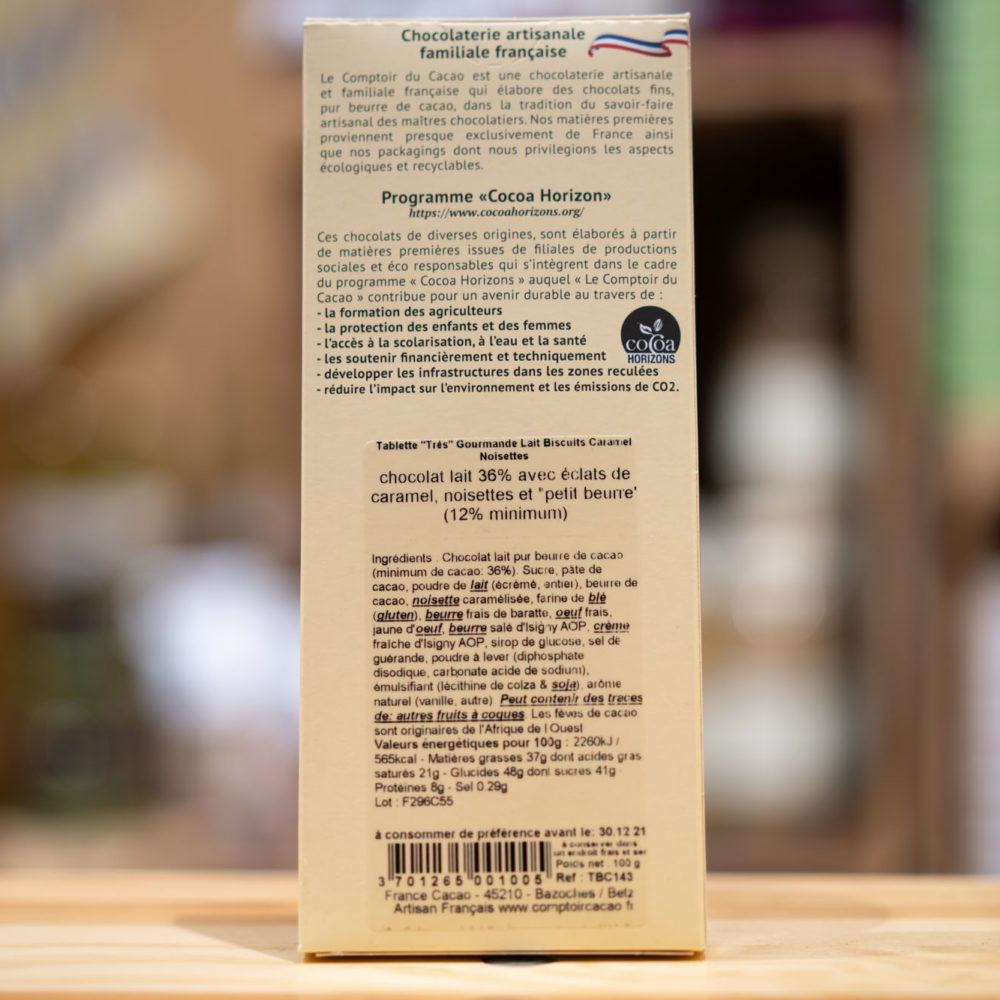 Chocolaterie artisanale
familiale française
Le Comptoir du Cacao est une chocolaterie artisanale
et familiale française qui élabore des chocolats fins,
pur beurre de cacao, dans la tradition du savoir-faire
artisanal des maîtres chocolatiers. Nos matières premières
proviennent presque exclusivement de France ainsi
que nos packagings dont nous privilegions les aspects
écologiques et recyclables.
Programme «Cocoa Horizon»
https://www.cocoahorizons.org/
Ces chocolats de diverses origines, sont élaborés à partir
de matières premières issues de filiales de productions
sociales et éco responsables qui s'intègrent dans le cadre
du programme « Cocoa Horizons » auquel « Le Comptoir du
Cacao » contribue pour un avenir durable au travers de :
- la formation des agriculteurs
- la protection des enfants et des femmes
- l'accès à la scolarisation, à l'eau et la santé
- les soutenir financièrement et techniquement
- développer les infrastructures dans les zones reculées
- réduire l'impact sur l'environnement et les émissions de CO2.
cocoa
HORIZONS
Tablette "Très" Gourmande Lait Biscuits Caramel
Noisettes
chocolat lait 36% avec éclats de
caramel, noisettes et "petit beurre"
(12% minimum)
Ingrédients : Chocolat lait pur beurre de cacao
(minimum de cacao: 36%). Sucre, pâte de
cacao, poudre de lait (écrémé, entier), beurre de
cacao, noisette caramélisée, farine de blé
(gluten), beurre frais de baratte, oeuf frais,
jaune d'oeuf, beurre salé d'Isigny AOP, crème
fraîche d'Isigny AOP, sirop de glucose, sel de
guérande, poudre à lever (diphosphate
disodique, carbonate acide de sodium),
émulsifiant (lécithine de colza & soja), arôme
naturel (vanille, autre). Peut contenir des traces
de: autres fruits à coques. Les fèves de cacao
sont originaires de l'Afrique de l Ouest
Valeurs énergétiques pour 100g : 2260kJ /
565kcal - Matières grasses 37g dont acides gras
saturés 21g - Glucides 48g dont sucres 41g -
Protéines 8g - Sel 0.29g
Lot : F296C55
à consommer de préférence avant le: 30.12 21
à conserver dans
un endroit frais et sec
Poids net : 100 g
Ref : TBC143
3 701265 001005
France Cacao - 45210 - Bazoches / Betz
Artisan Français www comptoircacao fr